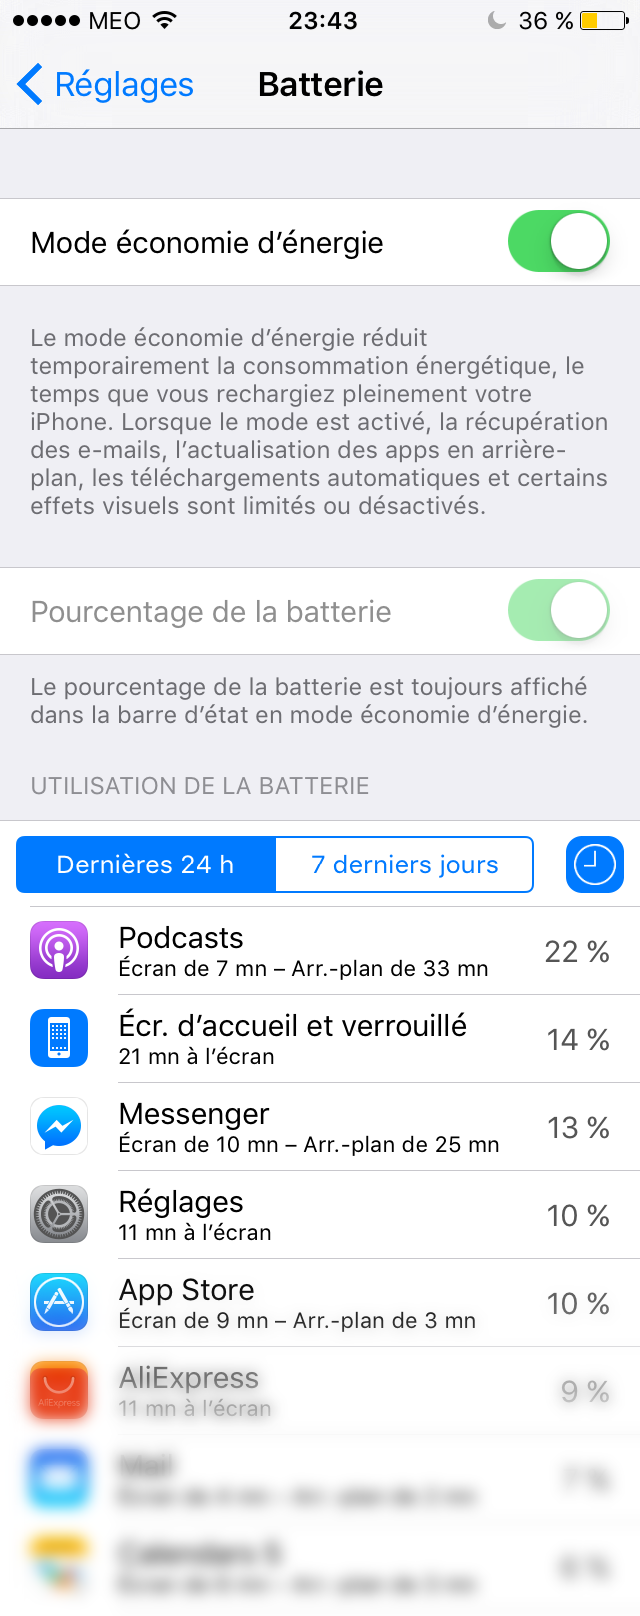 MEO 23:43 36 %
Réglages Batterie
Mode économie d’énergie
Le mode économie d’énergie réduit
temporairement la consommation énergétique, le
temps que vous rechargiez pleinement votre
iPhone. Lorsque le mode est activé, la récupération
des e-mails, l’actualisation des apps en arrière-
plan, les téléchargements automatiques et certains
effets visuels sont limités ou désactivés.
Pourcentage de la batterie
Le pourcentage de la batterie est toujours affiché
dans la barre d’état en mode économie d’énergie.
UTILISATION DE LA BATTERIE
Dernières 24 h 7 derniers jours
Podcasts 22 %
Écran de 7 mn – Arr.-plan de 33 mn
Écr. d’accueil et verrouillé 14 %
21 mn à l’écran
Messenger 13 %
Écran de 10 mn – Arr.-plan de 25 mn
Réglages 10 %
11 mn à l’écran
App Store 10 %
Écran de 9 mn – Arr.-plan de 3 mn
AliExpress 9 %
AliExpress
11 mn à l’écran
Mail 7 %
Calendars 5